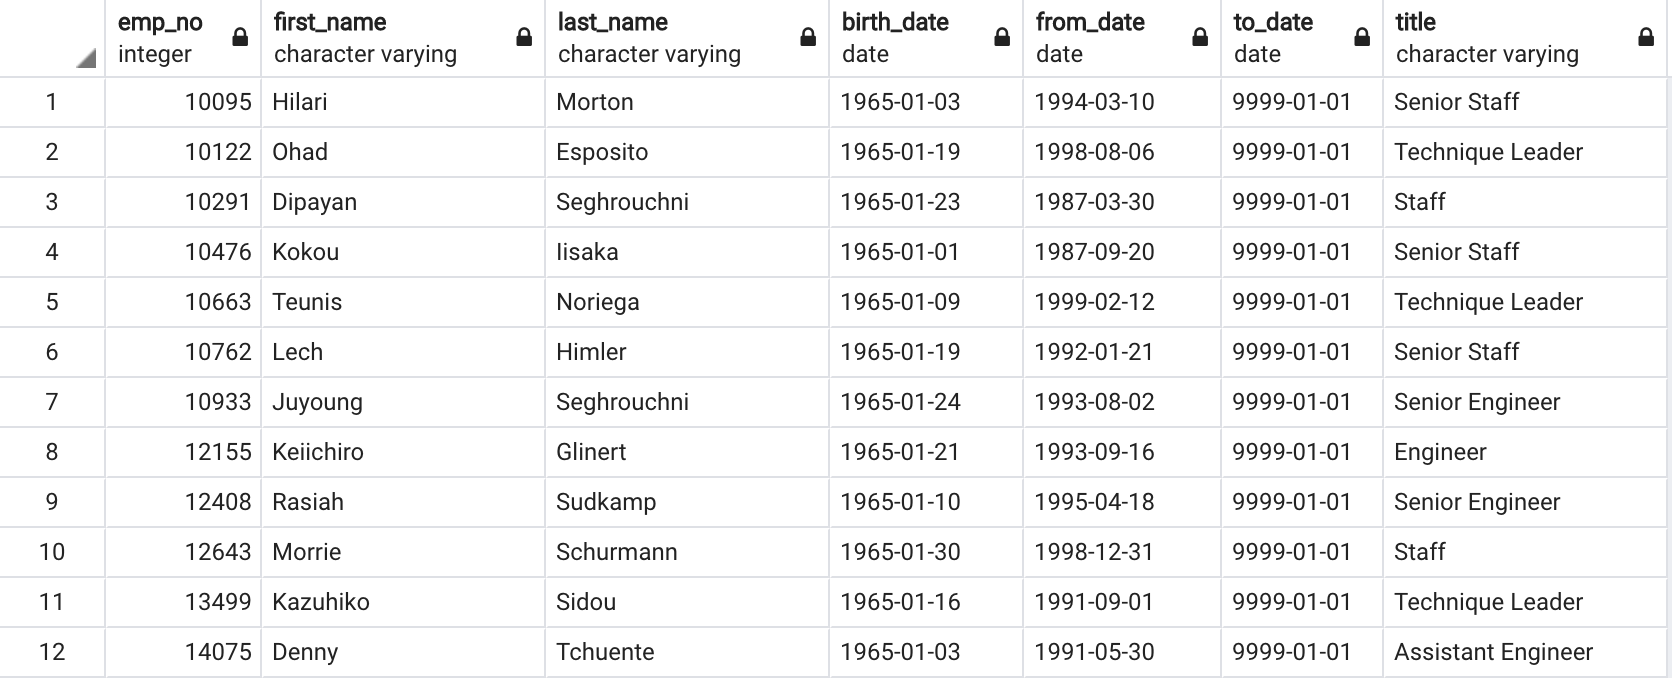 emp_no first_name last_name birth_date from_date to_date title
integer character varying character varying date date date character varying
1 10095 Hilari Morton 1965-01-03 1994-03-10 9999-01-01 Senior Staff
2 10122 Ohad Esposito 1965-01-19 1998-08-06 9999-01-01 Technique Leader
3 10291 Dipayan Seghrouchni 1965-01-23 1987-03-30 9999-01-01 Staff
4 10476 Kokou Iisaka 1965-01-01 1987-09-20 9999-01-01 Senior Staff
5 10663 Teunis Noriega 1965-01-09 1999-02-12 9999-01-01 Technique Leader
6 10762 Lech Himler 1965-01-19 1992-01-21 9999-01-01 Senior Staff
7 10933 Juyoung Seghrouchni 1965-01-24 1993-08-02 9999-01-01 Senior Engineer
8 12155 Keiichiro Glinert 1965-01-21 1993-09-16 9999-01-01 Engineer
9 12408 Rasiah Sudkamp 1965-01-10 1995-04-18 9999-01-01 Senior Engineer
10 12643 Morrie Schurmann 1965-01-30 1998-12-31 9999-01-01 Staff
11 13499 Kazuhiko Sidou 1965-01-16 1991-09-01 9999-01-01 Technique Leader
12 14075 Denny Tchuente 1965-01-03 1991-05-30 9999-01-01 Assistant Engineer